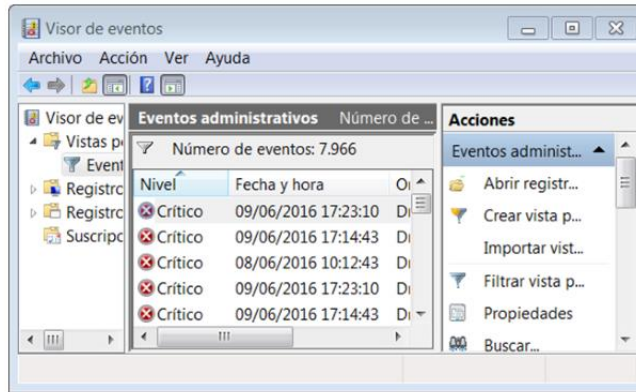 Visor de eventos
Archivo Acción Ver Ayuda
Visor de ev
Vistas p
Event
Registro
Registro
Suscripc
Eventos administrativos Número de ...
Número de eventos: 7.966
Nivel Fecha y hora
Crítico 09/06/2016 17:23:10
Crítico 09/06/2016 17:14:43
Crítico 08/06/2016 10:12:43
Crítico 09/06/2016 17:23:10
Crítico 09/06/2016 17:14:43
Acciones
Eventos administ...
Abrir registr...
Crear vista p...
Importar vist...
Filtrar vista p...
Propiedades
Buscar...